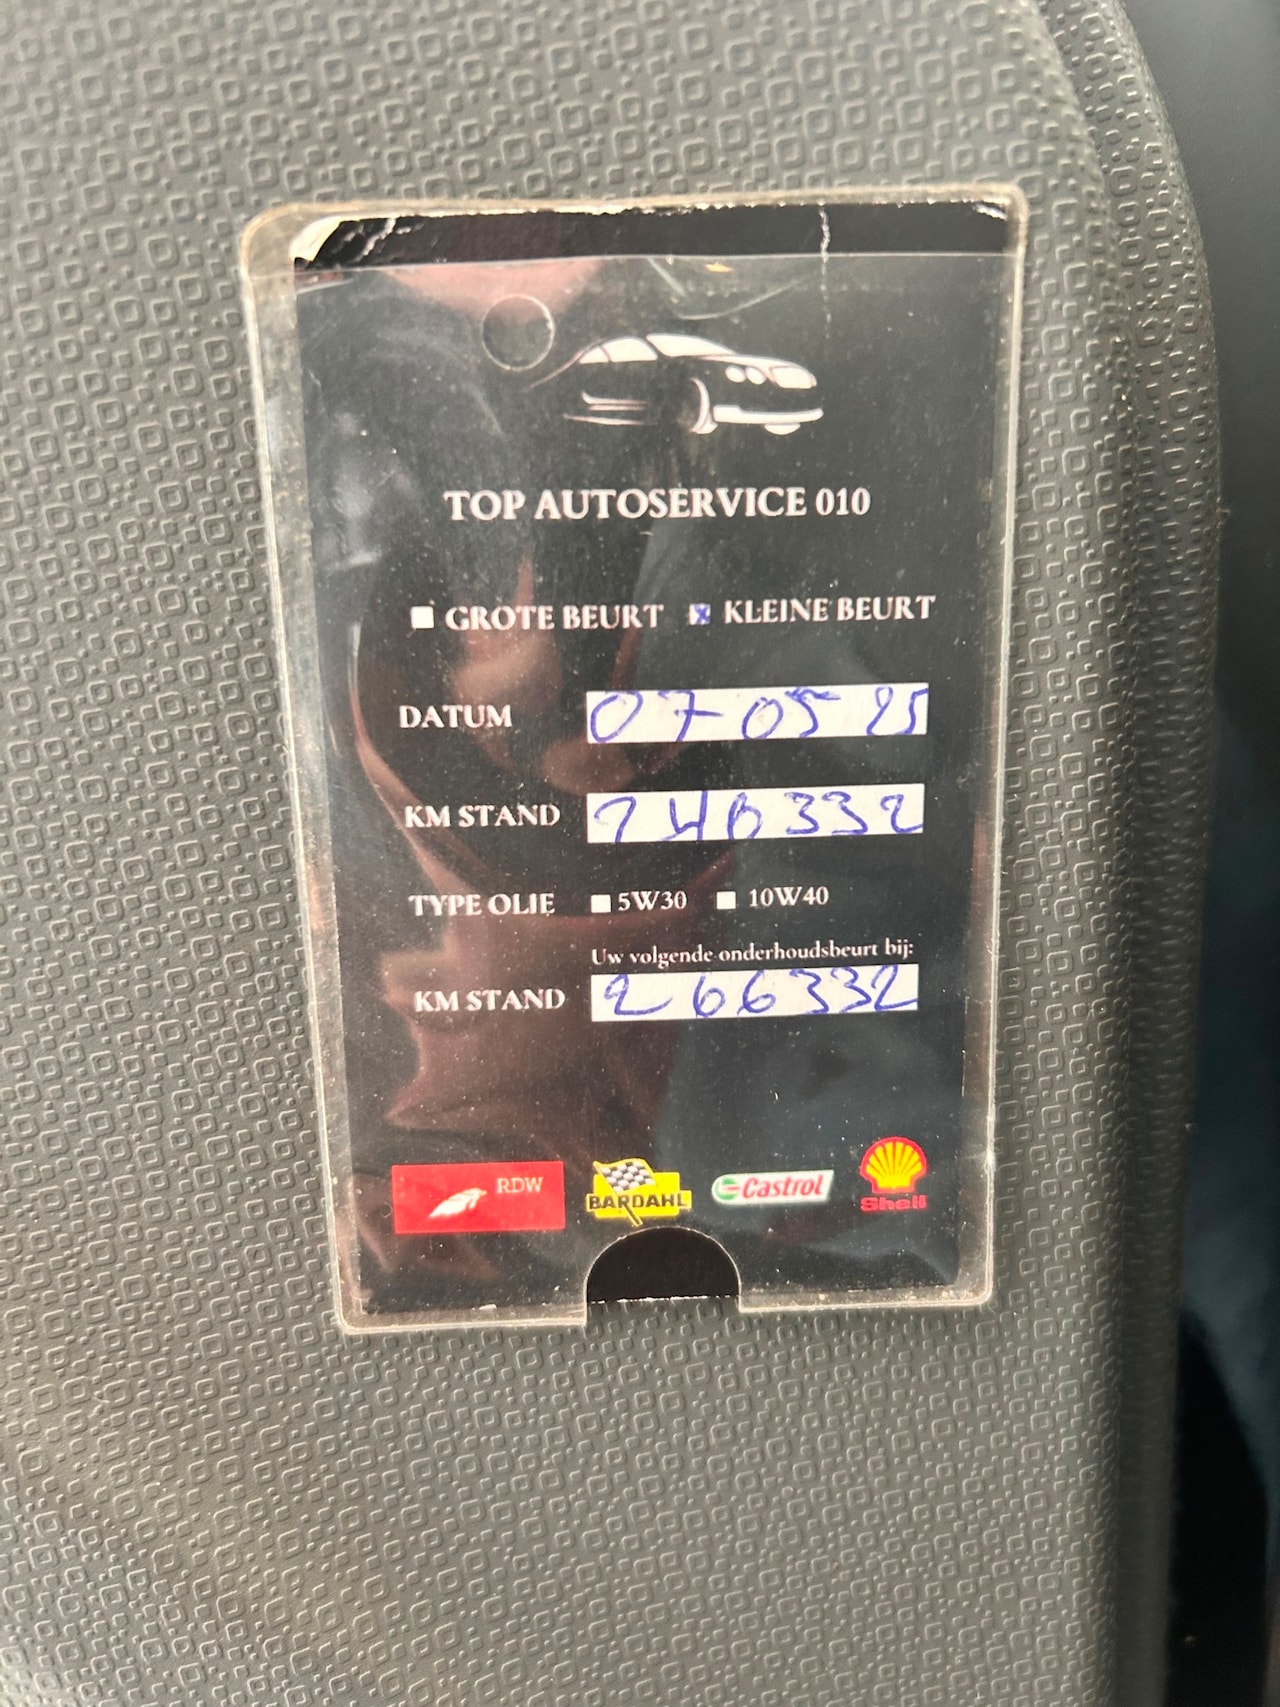 TOP AUTOSERVICE 010
GROTE BEURT KLEINE BEURT
DATUM 07-05 25
KM STAND 246332
TYPE OLIE 5W30 10W40
Uw volgende onderhoudsbeurt bij:
KM STAND 266332
RDW BARDAHL Castrol Shell